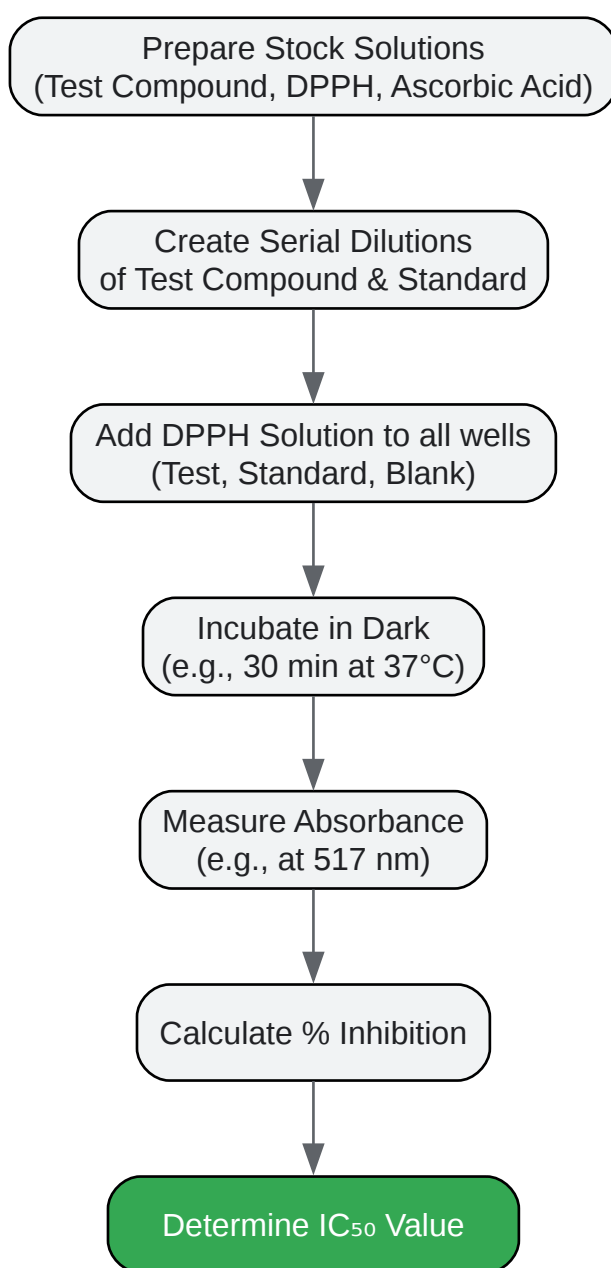 Prepare Stock Solutions
(Test Compound, DPPH, Ascorbic Acid)
Create Serial Dilutions
of Test Compound & Standard
Add DPPH Solution to all wells
(Test, Standard, Blank)
Incubate in Dark
(e.g., 30 min at 37°C)
Measure Absorbance
(e.g., at 517 nm)
Calculate % Inhibition
Determine IC₅₀ Value